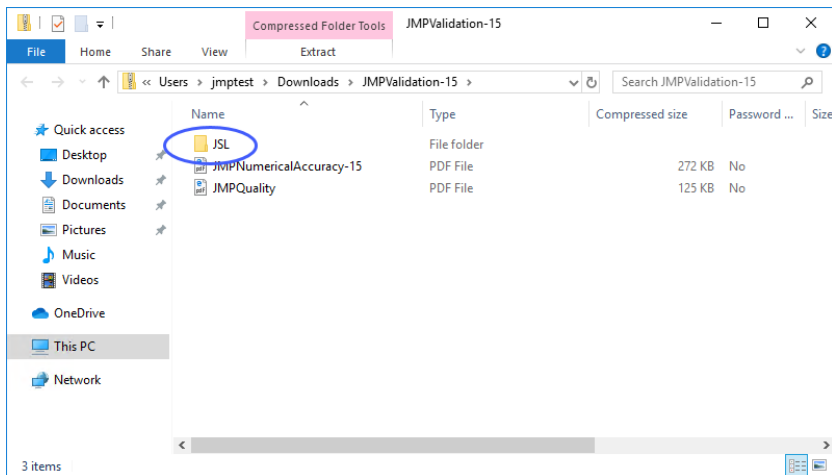 Compressed Folder Tools JMPValidation-15
File Home Share View Extract
« Users > jmptest > Downloads > JMPValidation-15 > Search JMPValidation-15
Name Type Compressed size Password ... Size
Quick access
JSL File folder
Desktop JMPNumericalAccuracy-15 PDF File 272 KB No
Downloads JMPQuality PDF File 125 KB No
Documents
Pictures
Music
Videos
OneDrive
This PC
Network
3 items